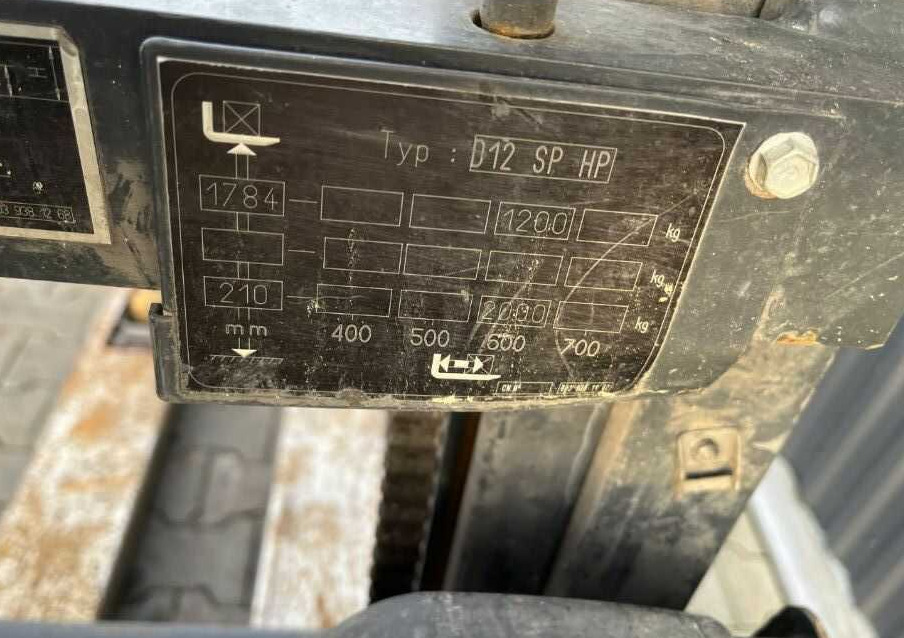 Typ : D12 SP HP
1784 1200 kg
kg
210 2000 kg
mm 400 500 600 700